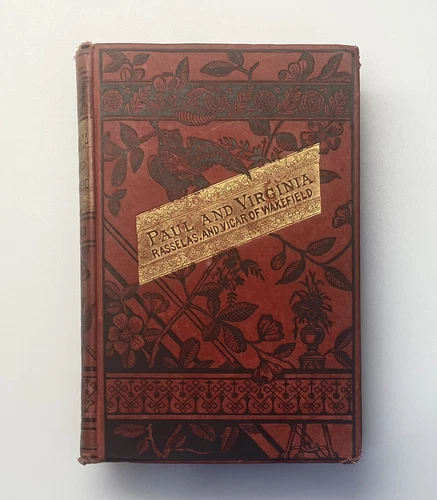 PAUL AND VIRGINIA
RASSELAS, AND VICAR OF WAKEFIELD